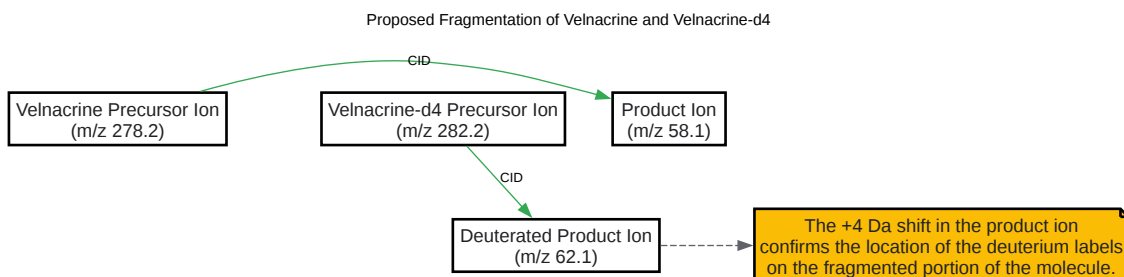 Proposed Fragmentation of Velnacrine and Velnacrine-d4
CID
Velnacrine Precursor Ion
(m/z 278.2)
Velnacrine-d4 Precursor Ion
(m/z 282.2)
Product Ion
(m/z 58.1)
CID
Deuterated Product Ion
(m/z 62.1)
The +4 Da shift in the product ion
confirms the location of the deuterium labels
on the fragmented portion of the molecule.